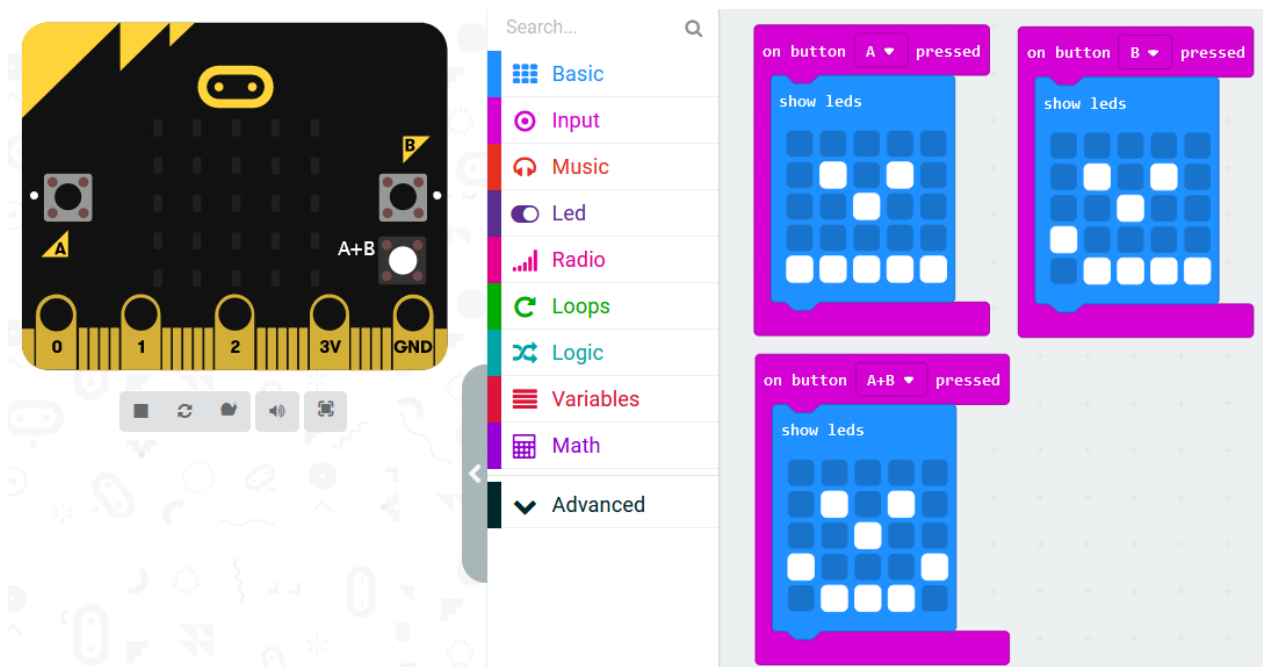 B
A+B
A
0
1
2
3V
GND
Search...
Basic
Input
Music
Led
Radio
Loops
Logic
Variables
Math
Advanced
on button A pressed
show leds
on button B pressed
show leds
on button A+B pressed
show leds